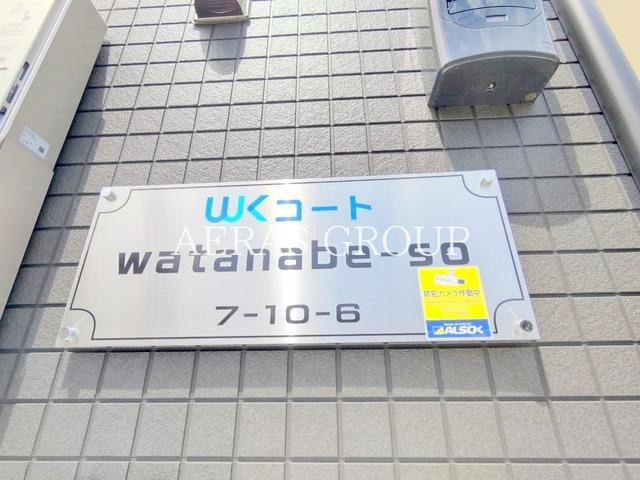 WKコート
AERAS GROUP
watanabe-so
防犯カメラ作動中
ALSOK
7-10-6